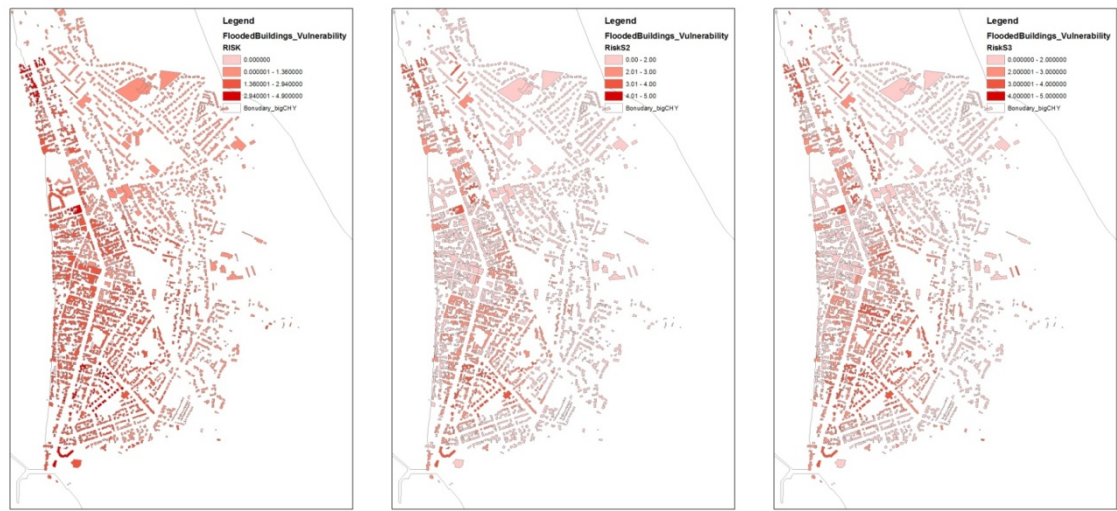 Legend
FloodedBuildings_Vulnerability
RISK
0.000000
0.000001 - 1.360000
1.360001 - 2.940000
2.940001 - 4.900000
Bonudary_bigCHY
Legend
FloodedBuildings_Vulnerability
RiskS2
0.00 - 2.00
2.01 - 3.00
3.01 - 4.00
4.01 - 5.00
Bonudary_bigCHY
Legend
FloodedBuildings_Vulnerability
RiskS3
0.000000 - 2.000000
2.000001 - 3.000000
3.000001 - 4.000000
4.000001 - 5.000000
Bonudary_bigCHY